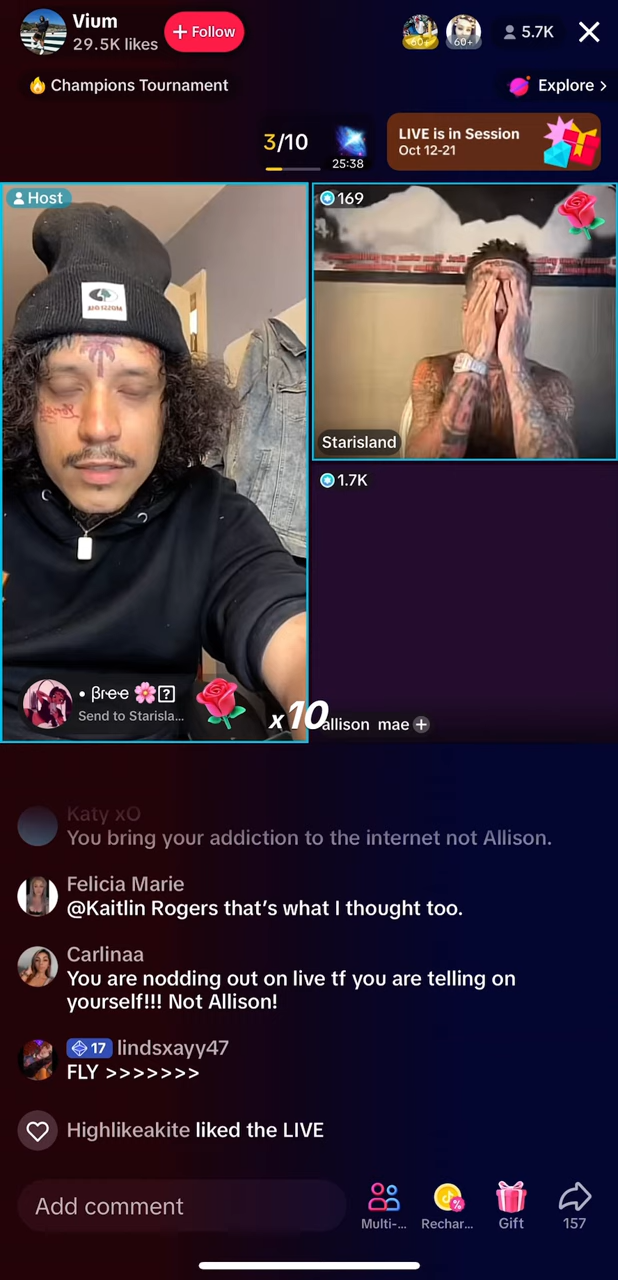 Vium
29.5K likes
+ Follow
60+
60+
5.7K
Champions Tournament
Explore >
3/10
25:38
LIVE is in Session
Oct 12-21
Host
169
Starisland
1.7K
• βree 🌸?
Send to Starisla...
x10
allison mae +
Katy xO
You bring your addiction to the internet not Allison.
Felicia Marie
@Kaitlin Rogers that's what I thought too.
Carlinaa
You are nodding out on live tf you are telling on
yourself!!! Not Allison!
17 lindsxayy47
FLY >>>>>>>
Highlikeakite liked the LIVE
Add comment
Multi-...
Rechar...
Gift
157